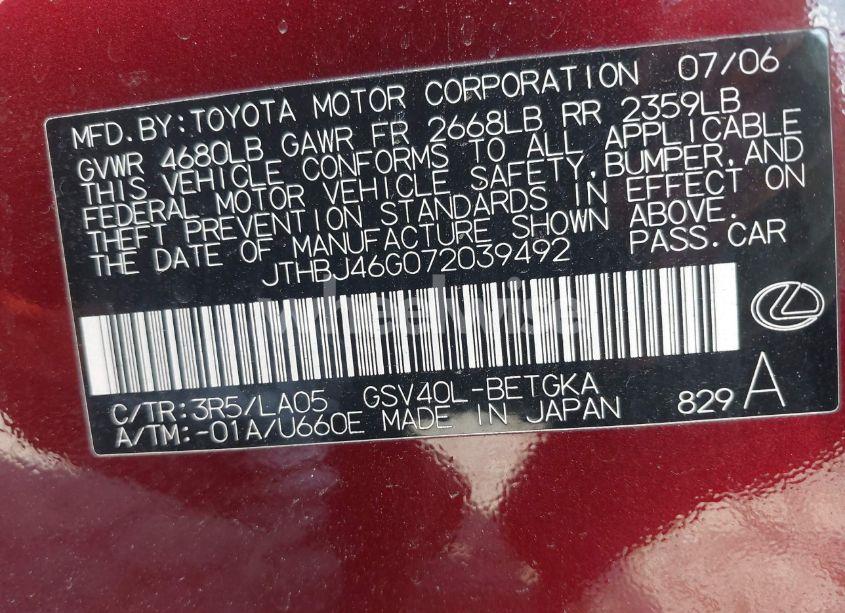 MFD.BY:TOYOTA MOTOR CORPORATION 07/06
GVWR 4680LB GAWR FR 2668LB RR 2359LB
THIS VEHICLE CONFORMS TO ALL APPLICABLE
FEDERAL MOTOR VEHICLE SAFETY,BUMPER,AND
THEFT PREVENTION STANDARDS IN EFFECT ON
THE DATE OF MANUFACTURE SHOWN ABOVE.
JTHBJ46G072039492 PASS.CAR
wheelwise
C/TR:3R5/LA05 GSV40L-BETGKA
A/TM:-01A/U660E MADE IN JAPAN 829 A